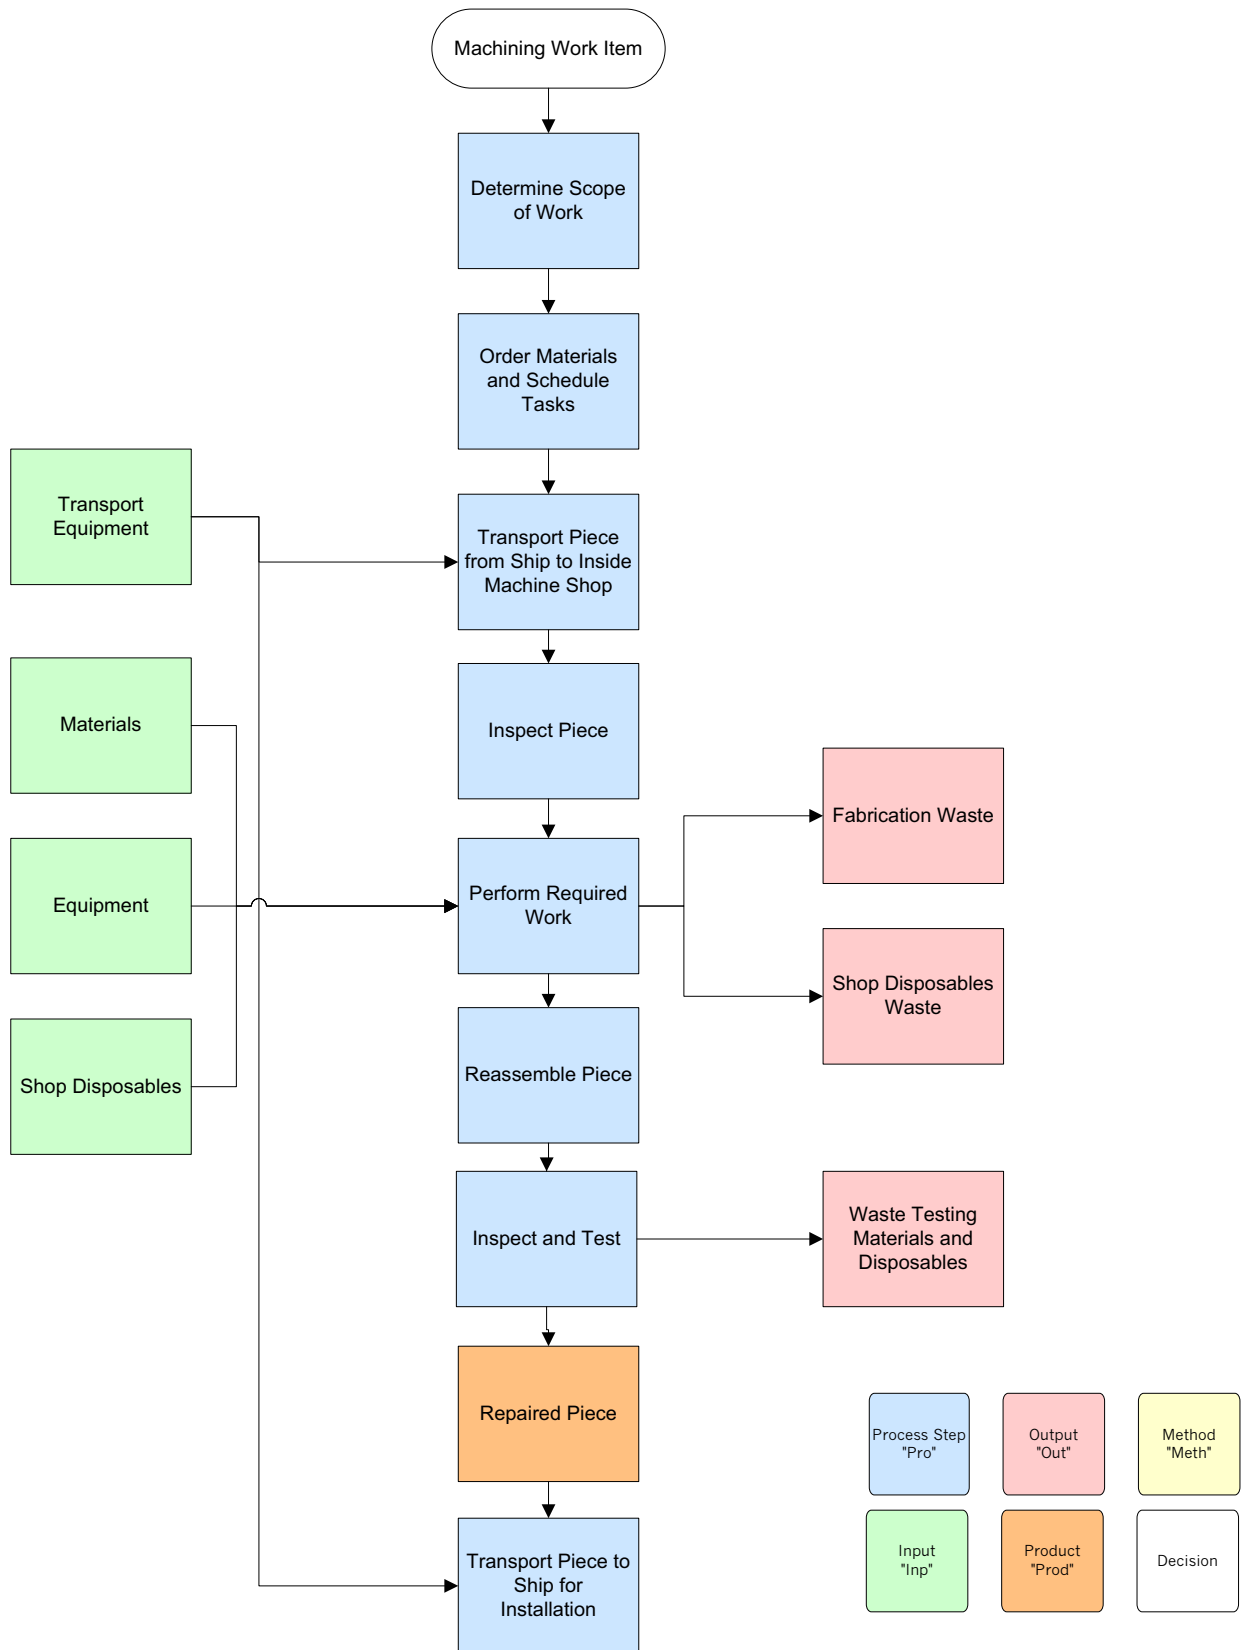 Machining Work Item
Determine Scope
of Work
Order Materials
and Schedule
Tasks
Transport
Equipment
Transport Piece
from Ship to Inside
Machine Shop
Materials
Inspect Piece
Fabrication Waste
Equipment
Perform Required
Work
Shop Disposables
Waste
Shop Disposables
Reassemble Piece
Inspect and Test
Waste Testing
Materials and
Disposables
Repaired Piece
Transport Piece to
Ship for
Installation
Process Step
"Pro"
Output
"Out"
Method
"Meth"
Input
"Inp"
Product
"Prod"
Decision